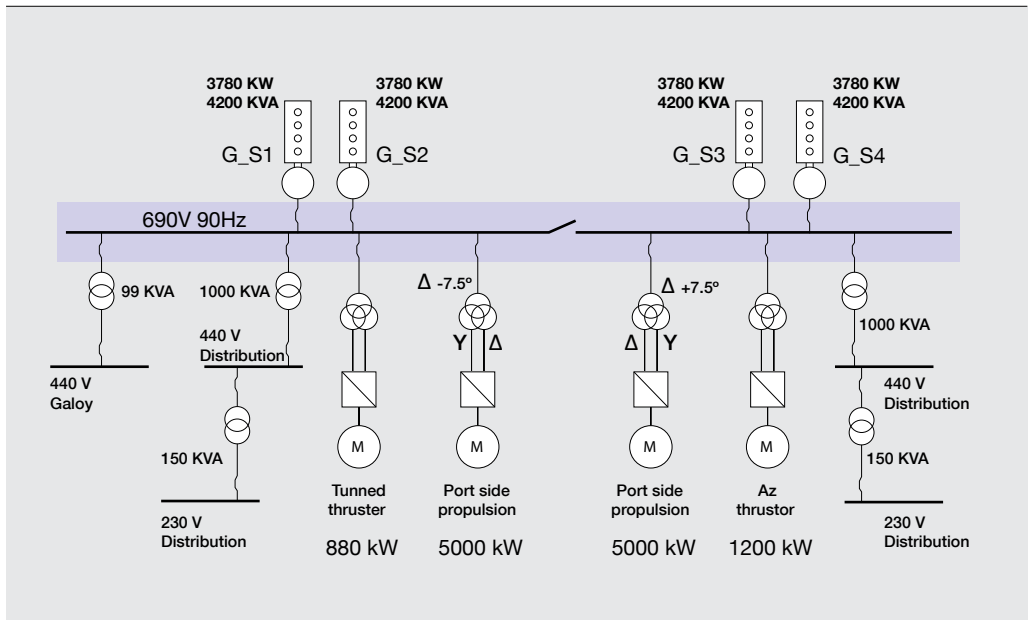 3780 KW
4200 KVA
3780 KW
4200 KVA
3780 KW
4200 KVA
3780 KW
4200 KVA
G_S1
G_S2
G_S3
G_S4
690V 90Hz
99 KVA
1000 KVA
Δ -7.5º
Δ +7.5º
1000 KVA
Y
Δ
Δ
Y
440 V
Distribution
440 V
Galoy
440 V
Distribution
150 KVA
M
M
M
M
150 KVA
230 V
Distribution
Tunned
thruster
880 kW
Port side
propulsion
5000 kW
Port side
propulsion
5000 kW
Az
thrustor
1200 kW
230 V
Distribution